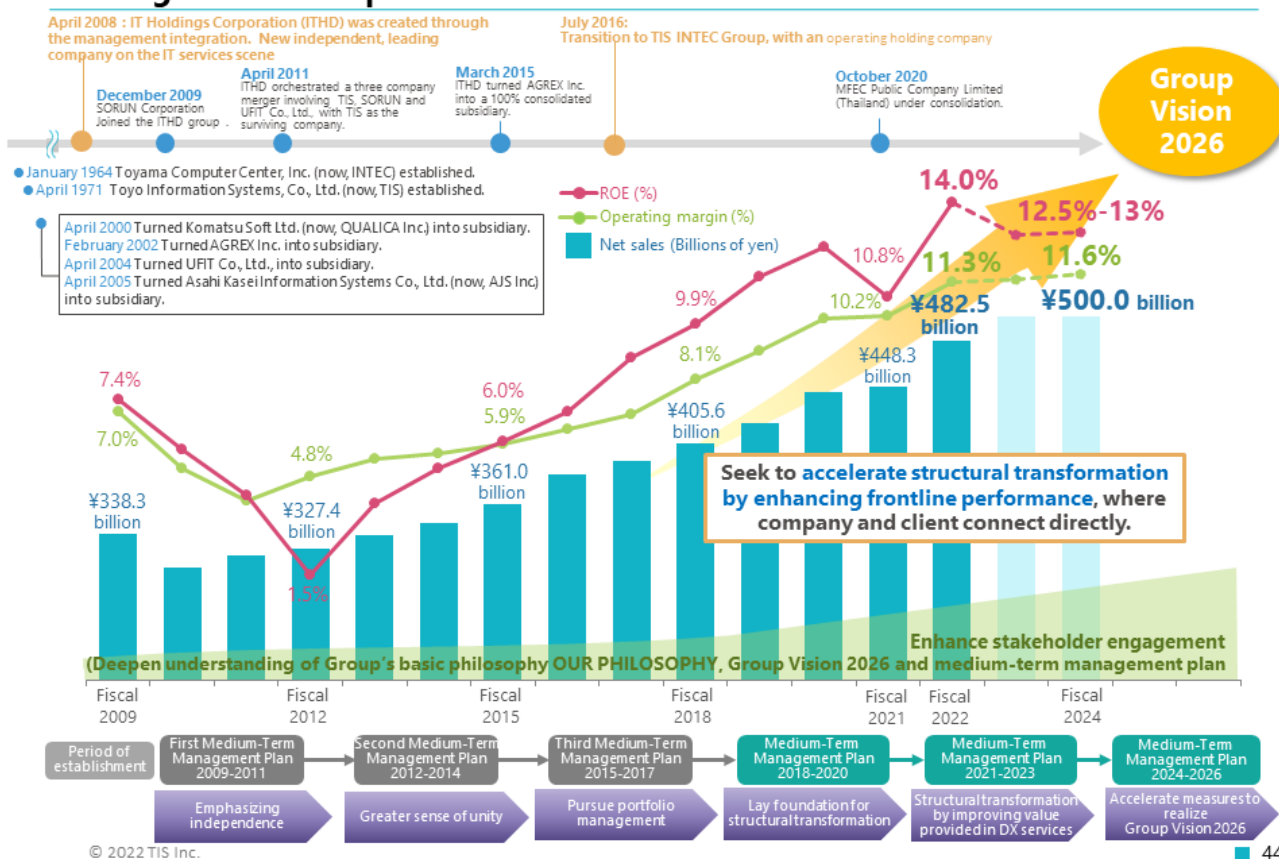 April 2008 : IT Holdings Corporation (ITHD) was created through
the management integration. New independent, leading
company on the IT services scene
July 2016:
Transition to TIS INTEC Group, with an operating holding company
December 2009
SORUN Corporation
Joined the ITHD group .
April 2011
ITHD orchestrated a three company
merger involving TIS, SORUN and
UFIT Co., Ltd., with TIS as the
surviving company.
March 2015
ITHD turned AGREX Inc.
into a 100% consolidated
subsidiary.
October 2020
MFEC Public Company Limited
(Thailand) under consolidation.
Group
Vision
2026
January 1964 Toyama Computer Center, Inc. (now, INTEC) established.
April 1971 Toyo Information Systems, Co., Ltd. (now, TIS) established.
April 2000 Turned Komatsu Soft Ltd. (now, QUALICA Inc.) into subsidiary.
February 2002 Turned AGREX Inc. into subsidiary.
April 2004 Turned UFIT Co., Ltd., into subsidiary.
April 2005 Turned Asahi Kasei Information Systems Co., Ltd. (now, AJS Inc)
into subsidiary.
ROE (%)
Operating margin (%)
Net sales (Billions of yen)
14.0%
12.5%-13%
10.8%
11.3%
11.6%
10.2%
¥482.5
billion
¥500.0 billion
9.9%
8.1%
¥448.3
billion
7.4%
7.0%
6.0%
5.9%
4.8%
¥405.6
billion
¥361.0
billion
¥338.3
billion
¥327.4
billion
1.5%
Seek to accelerate structural transformation
by enhancing frontline performance, where
company and client connect directly.
Enhance stakeholder engagement
(Deepen understanding of Group's basic philosophy OUR PHILOSOPHY, Group Vision 2026 and medium-term management plan
Fiscal
2009
Fiscal
2012
Fiscal
2015
Fiscal
2018
Fiscal
2021
Fiscal
2022
Fiscal
2024
Period of
establishment
First Medium-Term
Management Plan
2009-2011
Second Medium-Term
Management Plan
2012-2014
Third Medium-Term
Management Plan
2015-2017
Medium-Term
Management Plan
2018-2020
Medium-Term
Management Plan
2021-2023
Medium-Term
Management Plan
2024-2026
Emphasizing
independence
Greater sense of unity
Pursue portfolio
management
Lay foundation for
structural transformation
Structural transformation
by improving value
provided in DX services
Accelerate measures to
realize
Group Vision 2026
© 2022 TIS Inc.
44